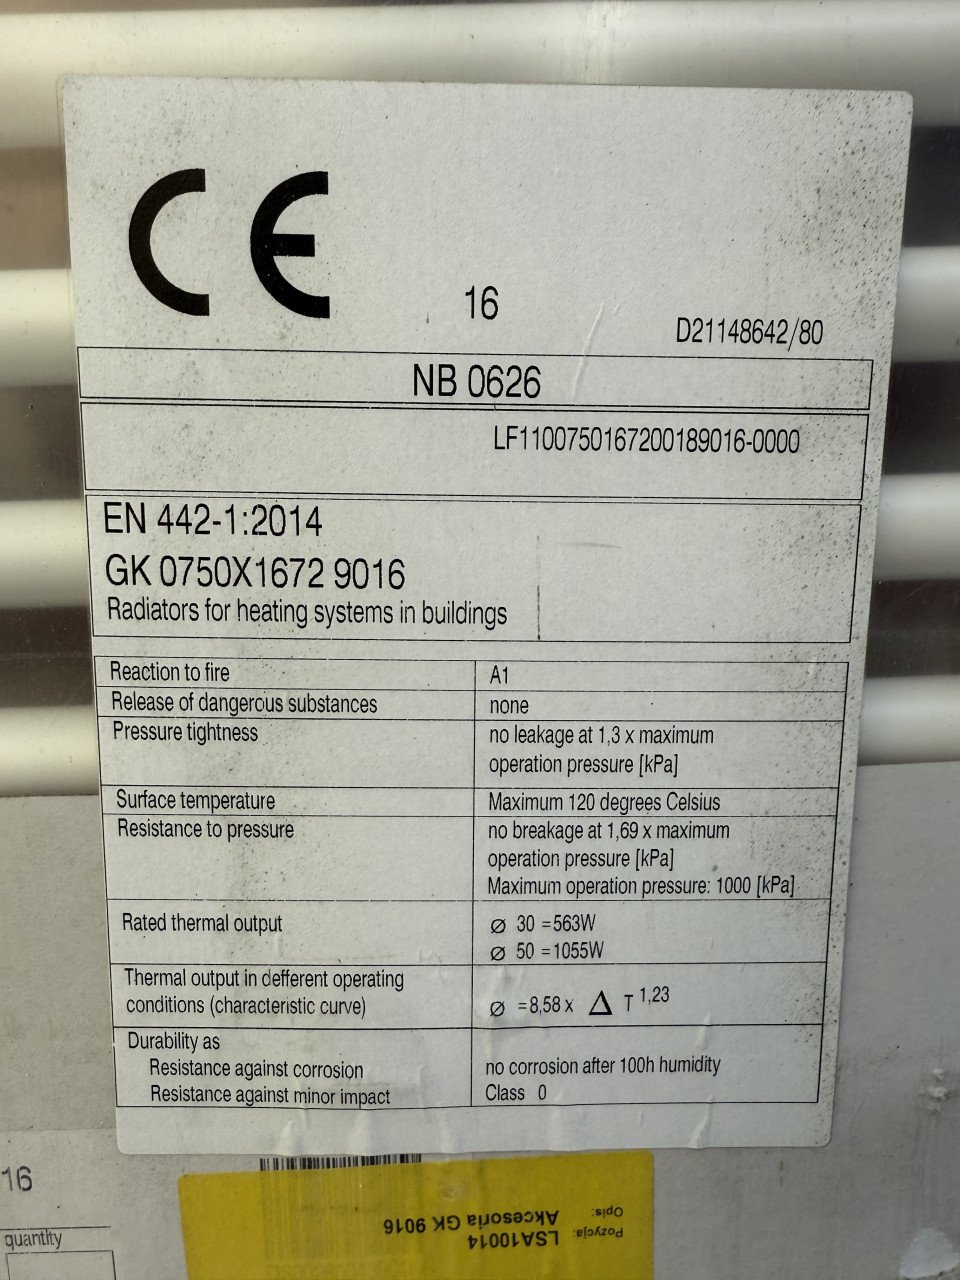 CE
16
D21148642/80
NB 0626
LF1100750167200189016-0000
EN 442-1:2014
GK 0750X1672 9016
Radiators for heating systems in buildings
Reaction to fire A1
Release of dangerous substances none
Pressure tightness no leakage at 1,3 x maximum
operation pressure [kPa]
Surface temperature Maximum 120 degrees Celsius
Resistance to pressure no breakage at 1,69 x maximum
operation pressure [kPa]
Maximum operation pressure: 1000 [kPa]
Rated thermal output ⌀ 30 =563W
⌀ 50 =1055W
Thermal output in defferent operating
conditions (characteristic curve) ⌀ =8,58 x Δ T 1,23
Durability as
Resistance against corrosion no corrosion after 100h humidity
Resistance against minor impact Class 0
16
quantity
Pozycja: LSA10014
Opis: Akcesoria GK 9016